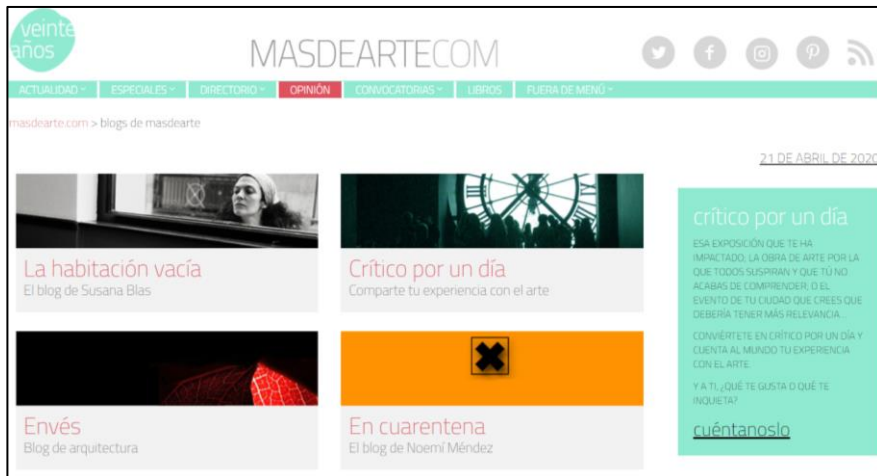 veinte
años
MASDEARTECOM
ACTUALIDAD ESPECIALES DIRECTORIO OPINIÓN CONVOCATORIAS LIBROS FUERA DE MENÚ
masdearte.com > blogs de masdearte
21 DE ABRIL DE 2020
La habitación vacía
El blog de Susana Blas
Crítico por un día
Comparte tu experiencia con el arte
Envés
Blog de arquitectura
En cuarentena
El blog de Noemí Méndez
crítico por un día
ESA EXPOSICIÓN QUE TE HA
IMPACTADO, LA OBRA DE ARTE POR LA
QUE TODOS SUSPIRAN Y QUE TÚ NO
ACABAS DE COMPRENDER, O EL
EVENTO DE TU CIUDAD QUE CREES QUE
DEBERÍA TENER MÁS RELEVANCIA...
CONVIÉRTETE EN CRÍTICO POR UN DÍA Y
CUENTA AL MUNDO TU EXPERIENCIA
CON EL ARTE.
Y A TI, ¿QUÉ TE GUSTA O QUÉ TE
INQUIETA?
cuéntanoslo